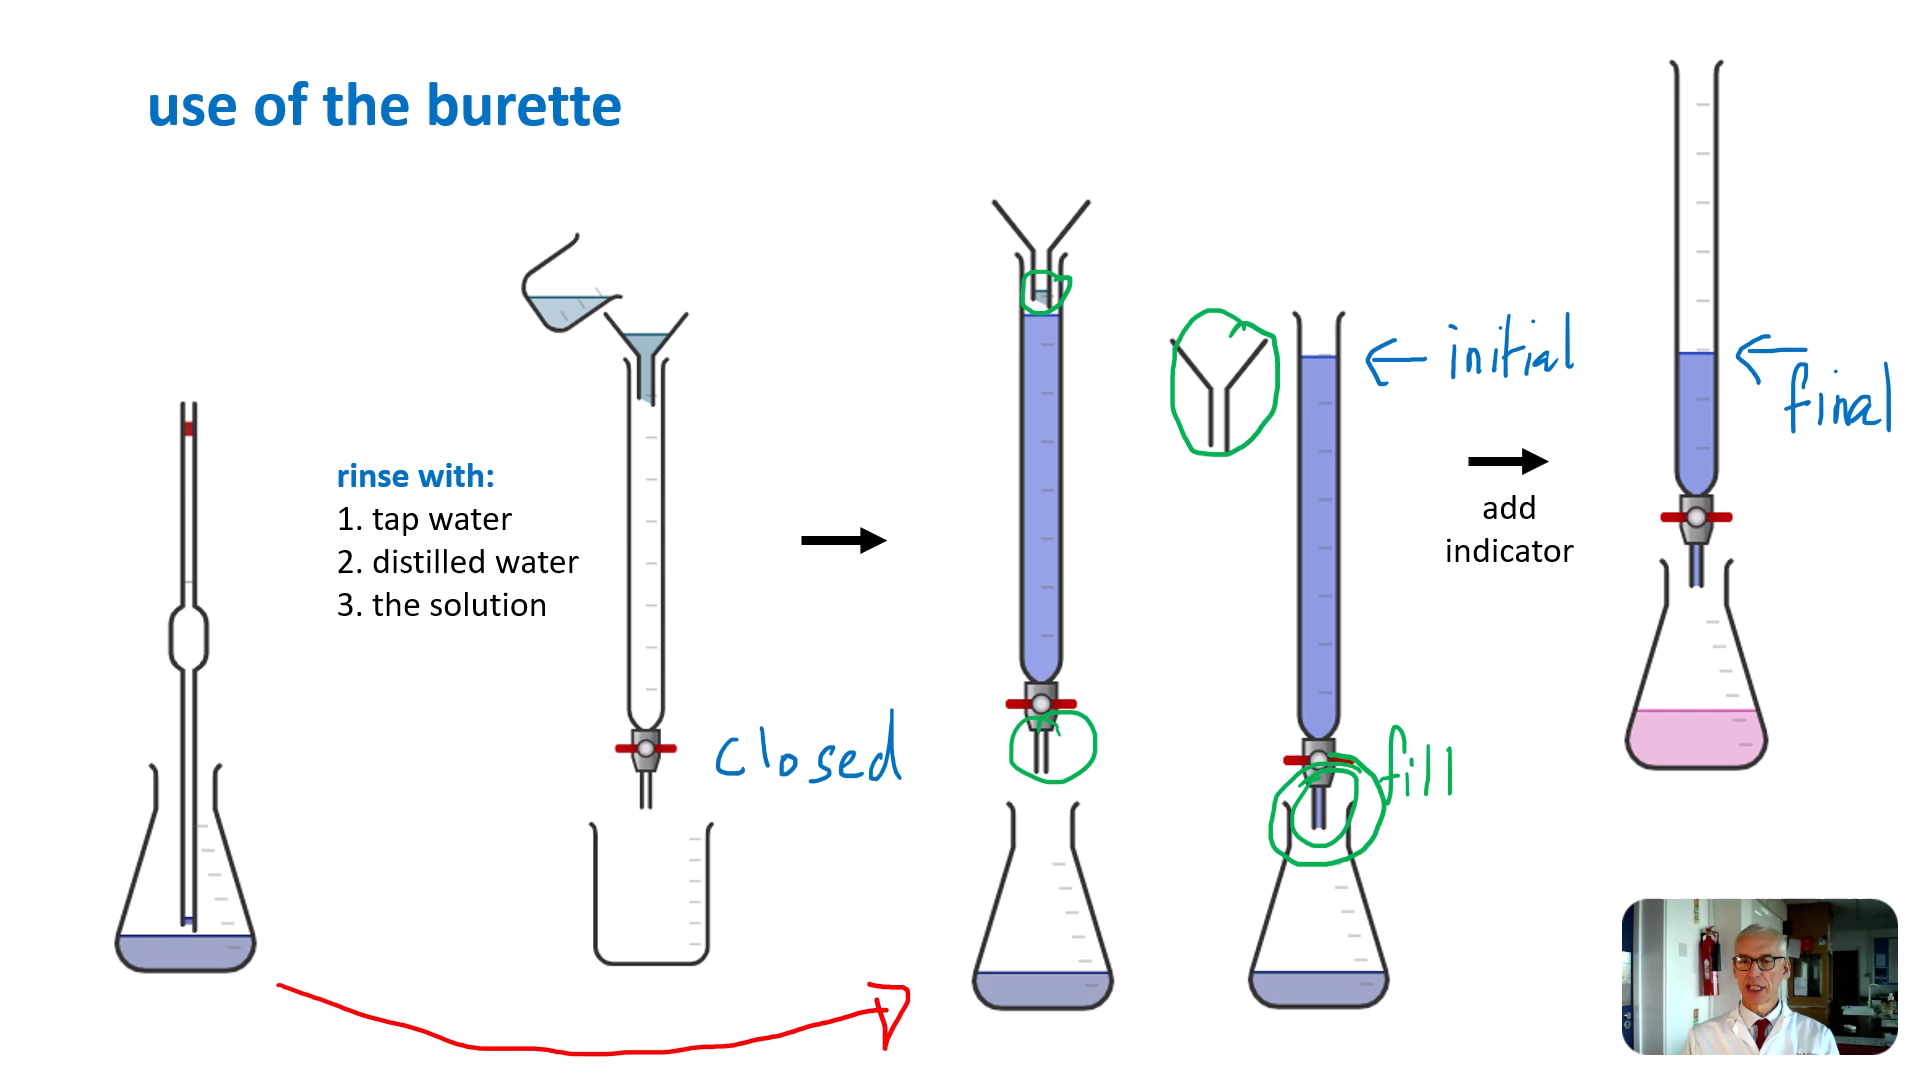 use of the burette
rinse with:
1. tap water
2. distilled water
3. the solution
closed
initial
fill
add
indicator
final